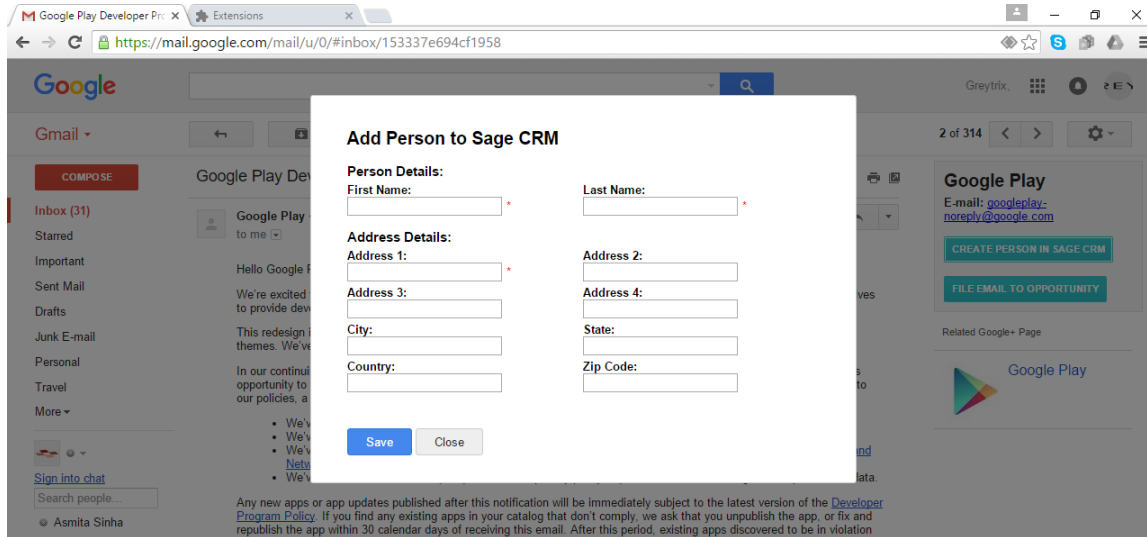 Google Play Developer Prc
Extensions
https://mail.google.com/mail/u/0/#inbox/153337e694cf1958
Google
Greytrix.
Gmail
2 of 314
COMPOSE
Inbox (31)
Starred
Important
Sent Mail
Drafts
Junk E-mail
Personal
Travel
More
Sign into chat
Search people...
Asmita Sinha
Google Play Dev
Google Play
to me
Hello Google
We're excited
ves
to provide
This redesign
themes. We've
In our
s
opportunity to
to
our policies, a
• We'v
• We'v
• We'v
and
Netw
• We'v
data.
Any new apps or app updates published after this notification will be immediately subject to the latest version of the Developer
Program Policy. If you find any existing apps in your catalog that don't comply, we ask that you unpublish the app, or fix and
republish the app within 30 calendar days of receiving this email. After this period, existing apps discovered to be in violation
Add Person to Sage CRM
Person Details:
First Name:
Last Name:
*
*
Address Details:
Address 1:
Address 2:
*
Address 3:
Address 4:
City:
State:
Country:
Zip Code:
Save
Close
Google Play
E-mail: googleplay-
noreply@google.com
CREATE PERSON IN SAGE CRM
FILE EMAIL TO OPPORTUNITY
Related Google+ Page
Google Play